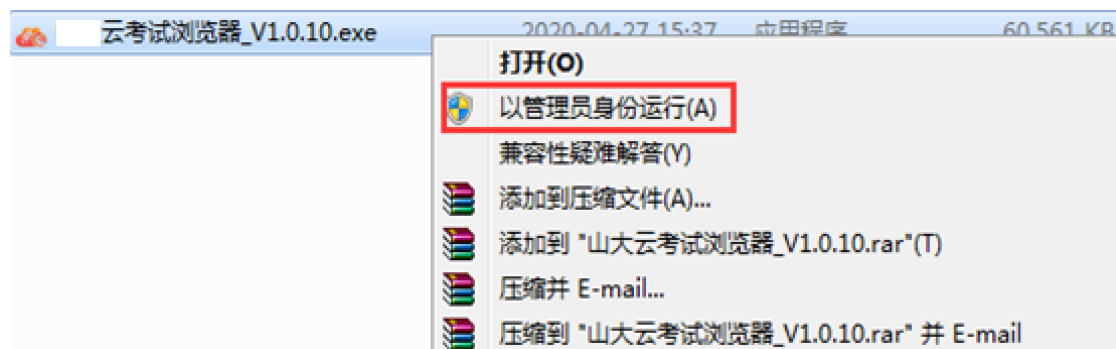 云考试浏览器_V1.0.10.exe 2020-04-27 15:37 应用程序 60,561 KB
打开(O)
以管理员身份运行(A)
兼容性疑难解答(Y)
添加到压缩文件(A)...
添加到 "山大云考试浏览器_V1.0.10.rar"(T)
压缩并 E-mail...
压缩到 "山大云考试浏览器_V1.0.10.rar" 并 E-mail